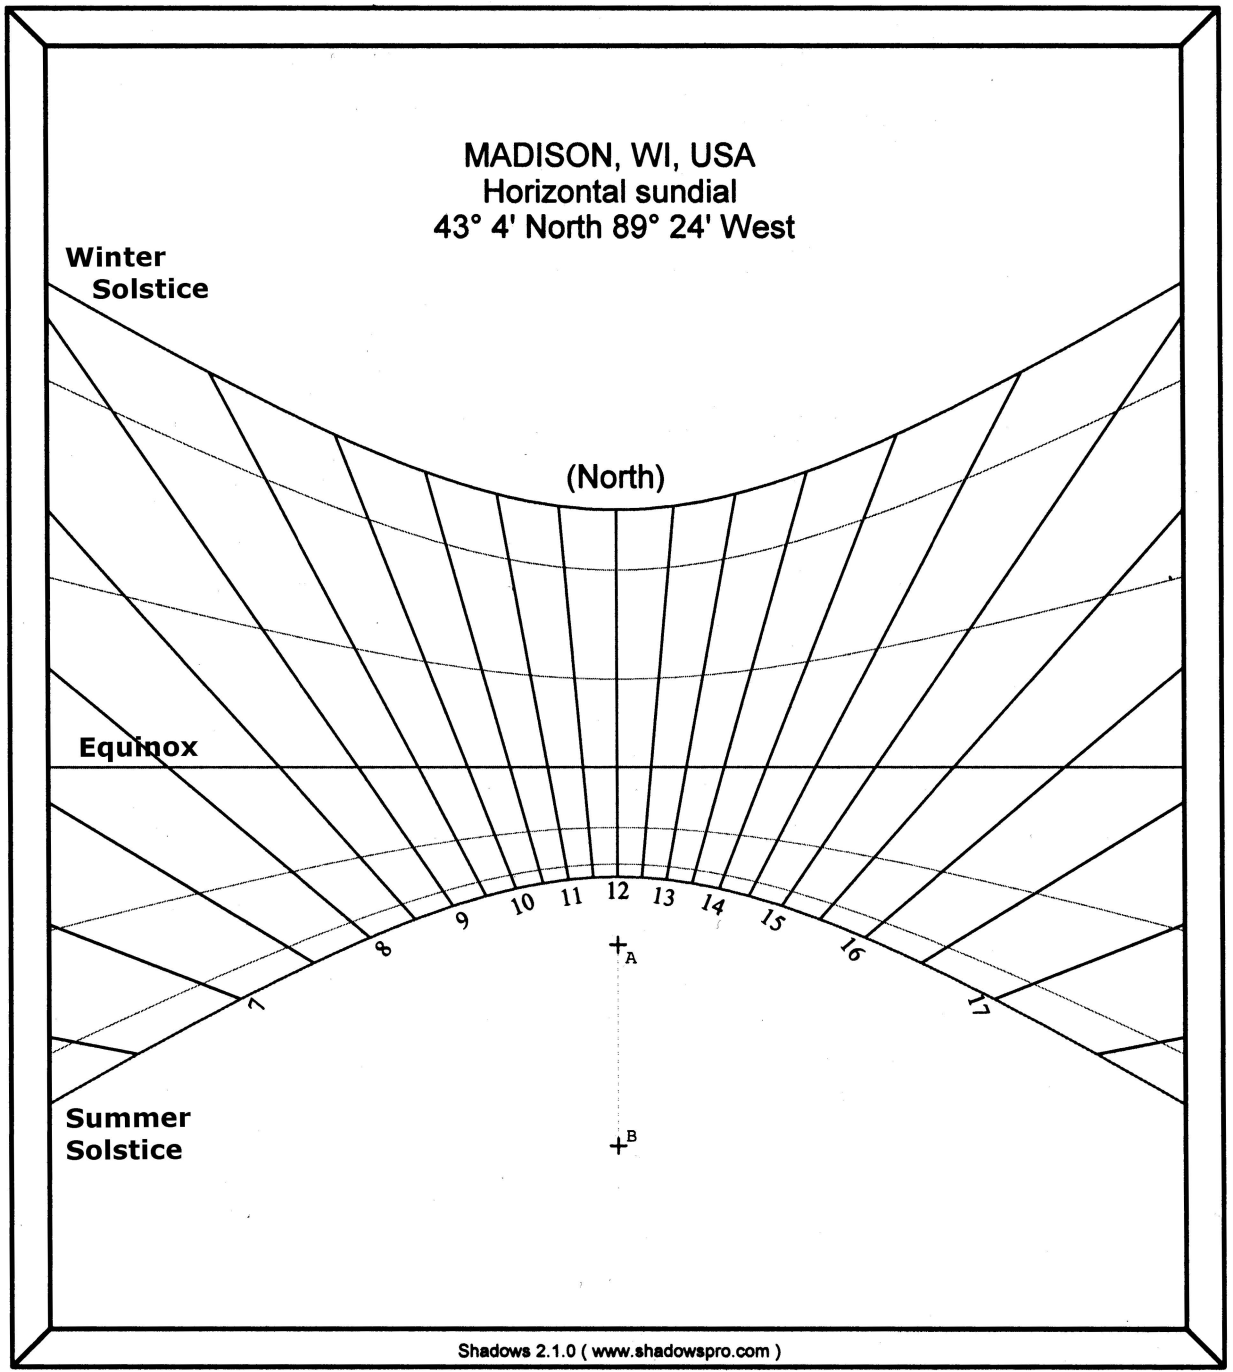 MADISON, WI, USA
Horizontal sundial
43° 4' North 89° 24' West
Winter
Solstice
(North)
Equinox
7 8 9 10 11 12 13 14 15 16 17
A
B
Summer
Solstice
Shadows 2.1.0 ( www.shadowspro.com )